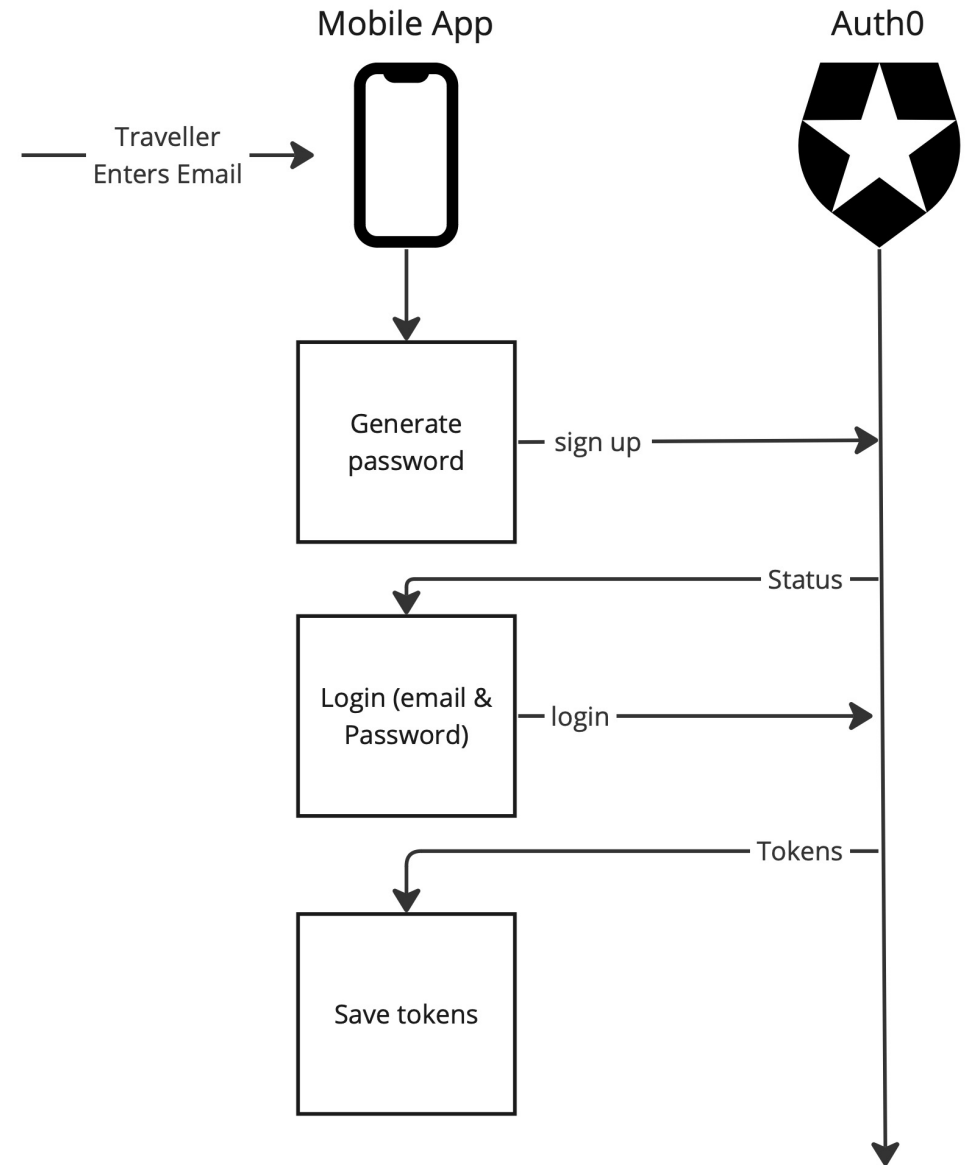 Mobile App
Auth0
Traveller
Enters Email
Generate
password
sign up
Status
Login (email &
Password)
login
Tokens
Save tokens